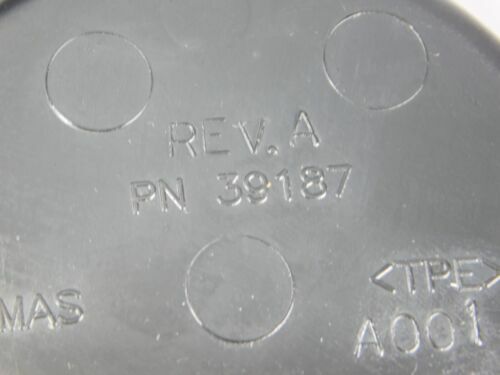 REV. A
PN 39187
<TPE>
MAS
A001